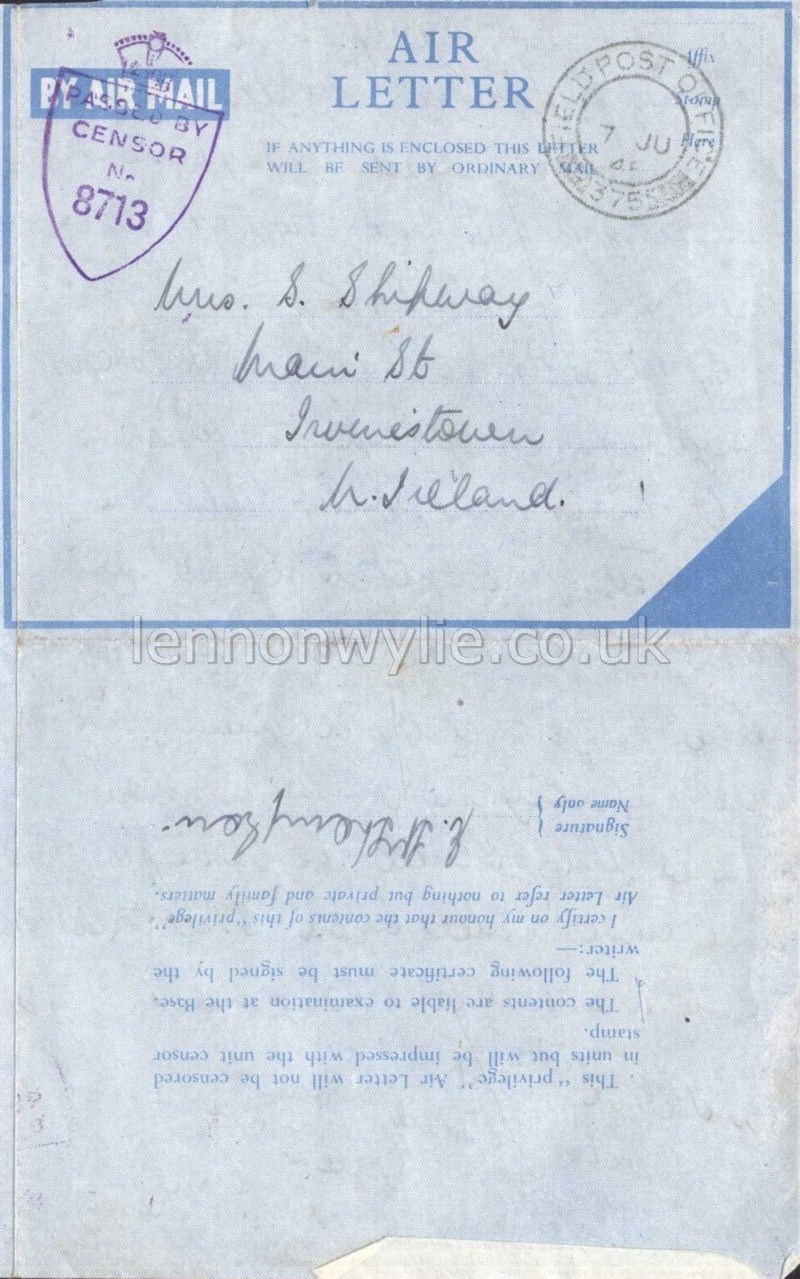 BY AIR MAIL
AIR
LETTER
IF ANYTHING IS ENCLOSED THIS LETTER
WILL BE SENT BY ORDINARY MAIL
Affix
Stamp
Here
FIELD POST OFFICE
7 JU
375
PASSED BY
CENSOR
No
8713
Mrs. S. Shipway
Main St
Irvinestown
N. Ireland.
lennonwylie.co.uk
This "privilege" Air Letter will not be censored
in units but will be impressed with the unit censor
stamp.
The contents are liable to examination at the Base.
The following certificate must be signed by the
writer:—
I certify on my honour that the contents of this "privilege"
Air Letter refer to nothing but private and family matters.
Signature }
Name only }